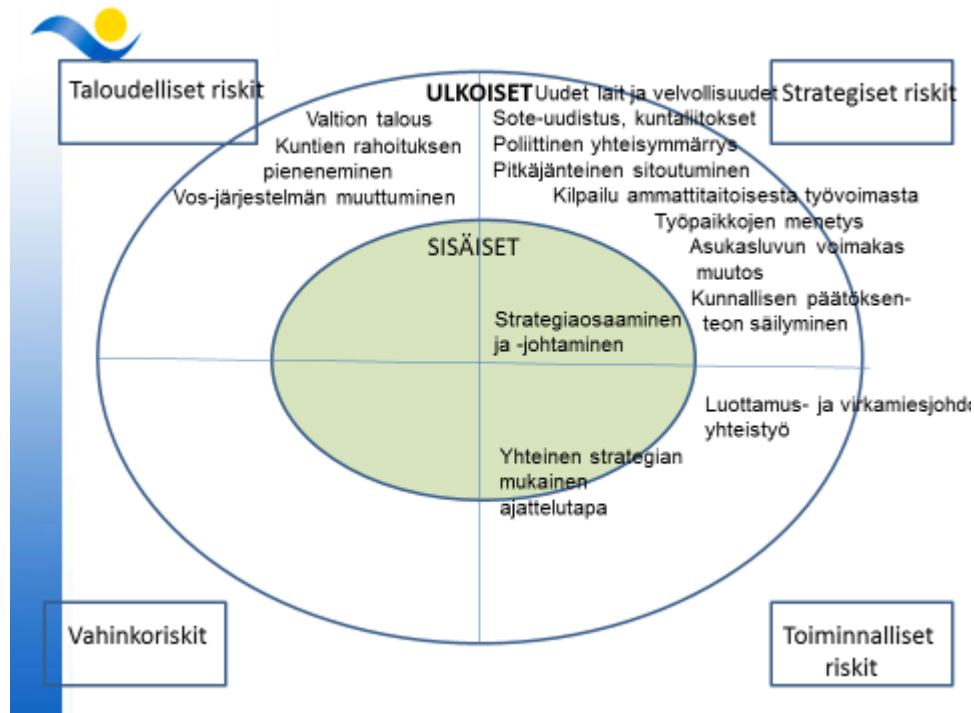 Taloudelliset riskit
ULKOISET
Valtion talous
Kuntien rahoituksen
pieneneminen
Vos-järjestelmän muuttuminen
Uudet lait ja velvollisuudet
Strategiset riskit
Sote-uudistus, kuntaliitokset
Poliittinen yhteisymmärrys
Pitkäjänteinen sitoutuminen
Kilpailu ammattitaitoisesta työvoimasta
Työpaikkojen menetys
Asukasluvun voimakas
muutos
Kunnallisen päätöksen-
teon säilyminen
SISÄISET
Strategiaosaaminen
ja -johtaminen
Luottamus- ja virkamiesjohdo
yhteistyö
Yhteinen strategian
mukainen
ajattelutapa
Vahinkoriskit
Toiminnalliset
riskit